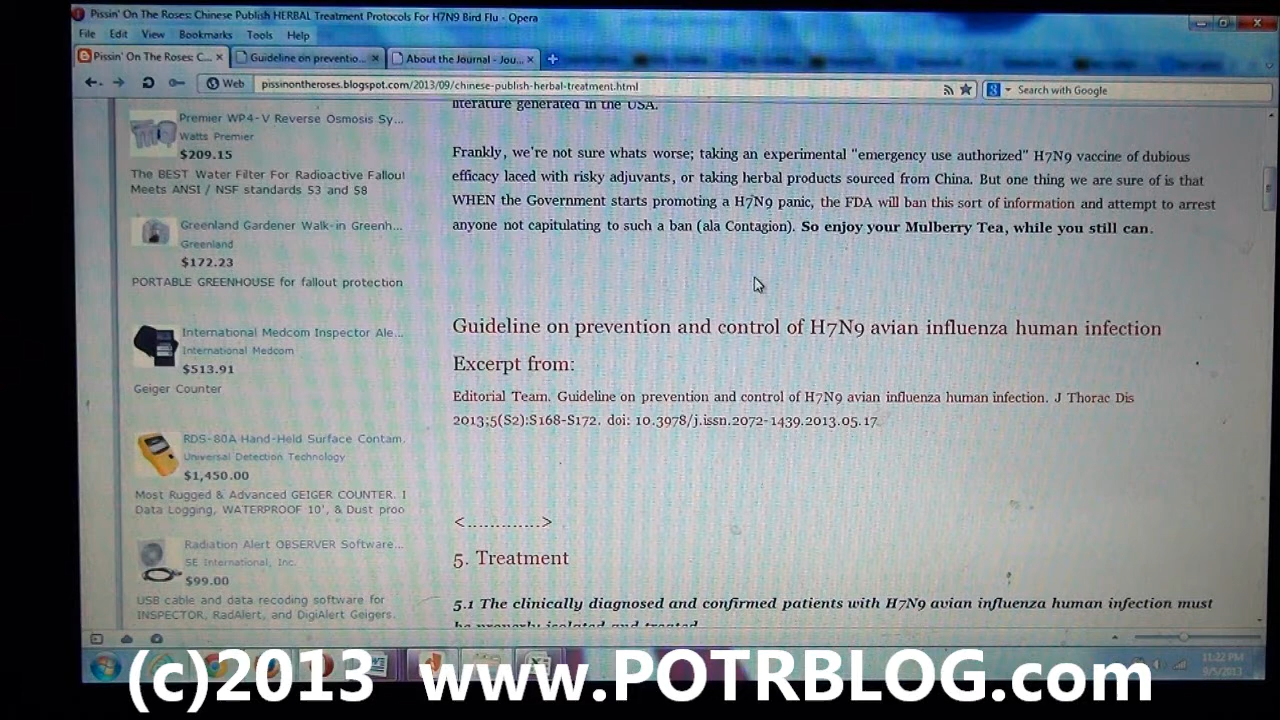 Pissin' On The Roses: Chinese Publish HERBAL Treatment Protocols For H7N9 Bird Flu - Opera
File Edit View Bookmarks Tools Help
Pissin' On The Roses: C... Guideline on preventio... About the Journal - Jou...
Web pissinontheroses.blogspot.com/2013/09/chinese-publish-herbal-treatment.html Search with Google
Premier WP4-V Reverse Osmosis Sy...
Watts Premier
$209.15
The BEST Water Filter For Radioactive Fallout
Meets ANSI / NSF standards 53 and 58
Greenland Gardener Walk-in Greenh...
Greenland
$172.23
PORTABLE GREENHOUSE for fallout protection
International Medcom Inspector Ale...
International Medcom
$513.91
Geiger Counter
RDS-80A Hand-Held Surface Contam.
Universal Detection Technology
$1,450.00
Most Rugged & Advanced GEIGER COUNTER. I
Data Logging, WATERPROOF 10', & Dust proo
Radiation Alert OBSERVER Software...
SE International, Inc.
$99.00
USB cable and data recoding software for
INSPECTOR, RadAlert, and DigiAlert Geigers.
literature generated in the USA.
Frankly, we're not sure whats worse; taking an experimental "emergency use authorized" H7N9 vaccine of dubious
efficacy laced with risky adjuvants, or taking herbal products sourced from China. But one thing we are sure of is that
WHEN the Government starts promoting a H7N9 panic, the FDA will ban this sort of information and attempt to arrest
anyone not capitulating to such a ban (ala Contagion). So enjoy your Mulberry Tea, while you still can.
Guideline on prevention and control of H7N9 avian influenza human infection
Excerpt from:
Editorial Team. Guideline on prevention and control of H7N9 avian influenza human infection. J Thorac Dis
2013;5(S2):S168-S172. doi: 10.3978/j.issn.2072-1439.2013.05.17
<.............>
5. Treatment
5.1 The clinically diagnosed and confirmed patients with H7N9 avian influenza human infection must
be properly isolated and treated
11:22 PM
9/5/2013
(c)2013 www.POTRBLOG.com